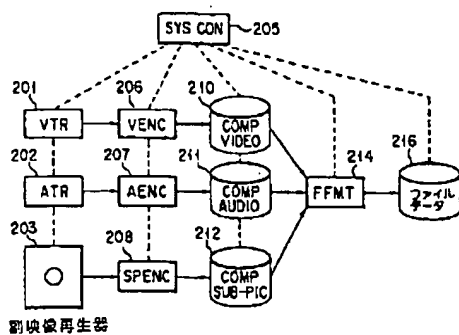 SYS CON
205
201
206
210
VTR
VENC
COMP
VIDEO
202
207
211
214
216
ATR
AENC
COMP
AUDIO
FFMT
ファイル
データ
203
208
212
SPENC
COMP
SUB-PIC
副映像再生器